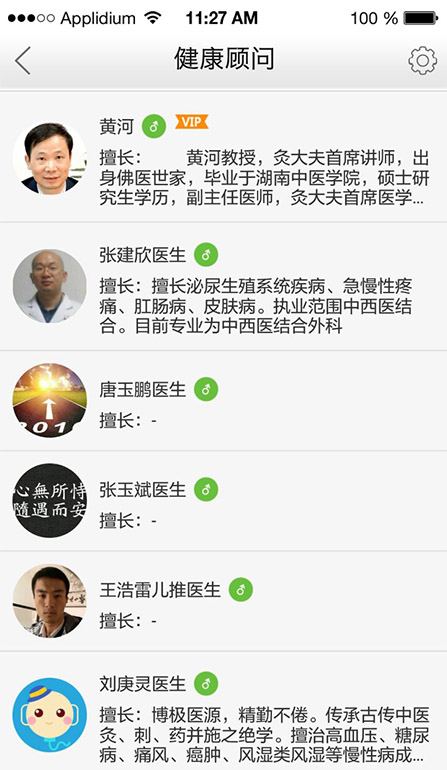 Applidium 11:27 AM 100 %
健康顾问
黄河 VIP
擅长: 黄河教授，灸大夫首席讲师，出
身佛医世家，毕业于湖南中医学院，硕士研
究生学历，副主任医师，灸大夫首席医学...
张建欣医生
擅长: 擅长泌尿生殖系统疾病、急慢性疼
痛、肛肠病、皮肤病。执业范围中西医结
合。目前专业为中西医结合外科
唐玉鹏医生
擅长: -
2016
张玉斌医生
擅长: -
心無所恃
隨遇而安
王浩雷儿推医生
擅长: -
刘庚灵医生
擅长: 博极医源，精勤不倦。传承古传中医
灸、刺、药并施之绝学。擅治高血压、糖尿
病、痛风、癌肿、风湿类风湿等慢性病成...